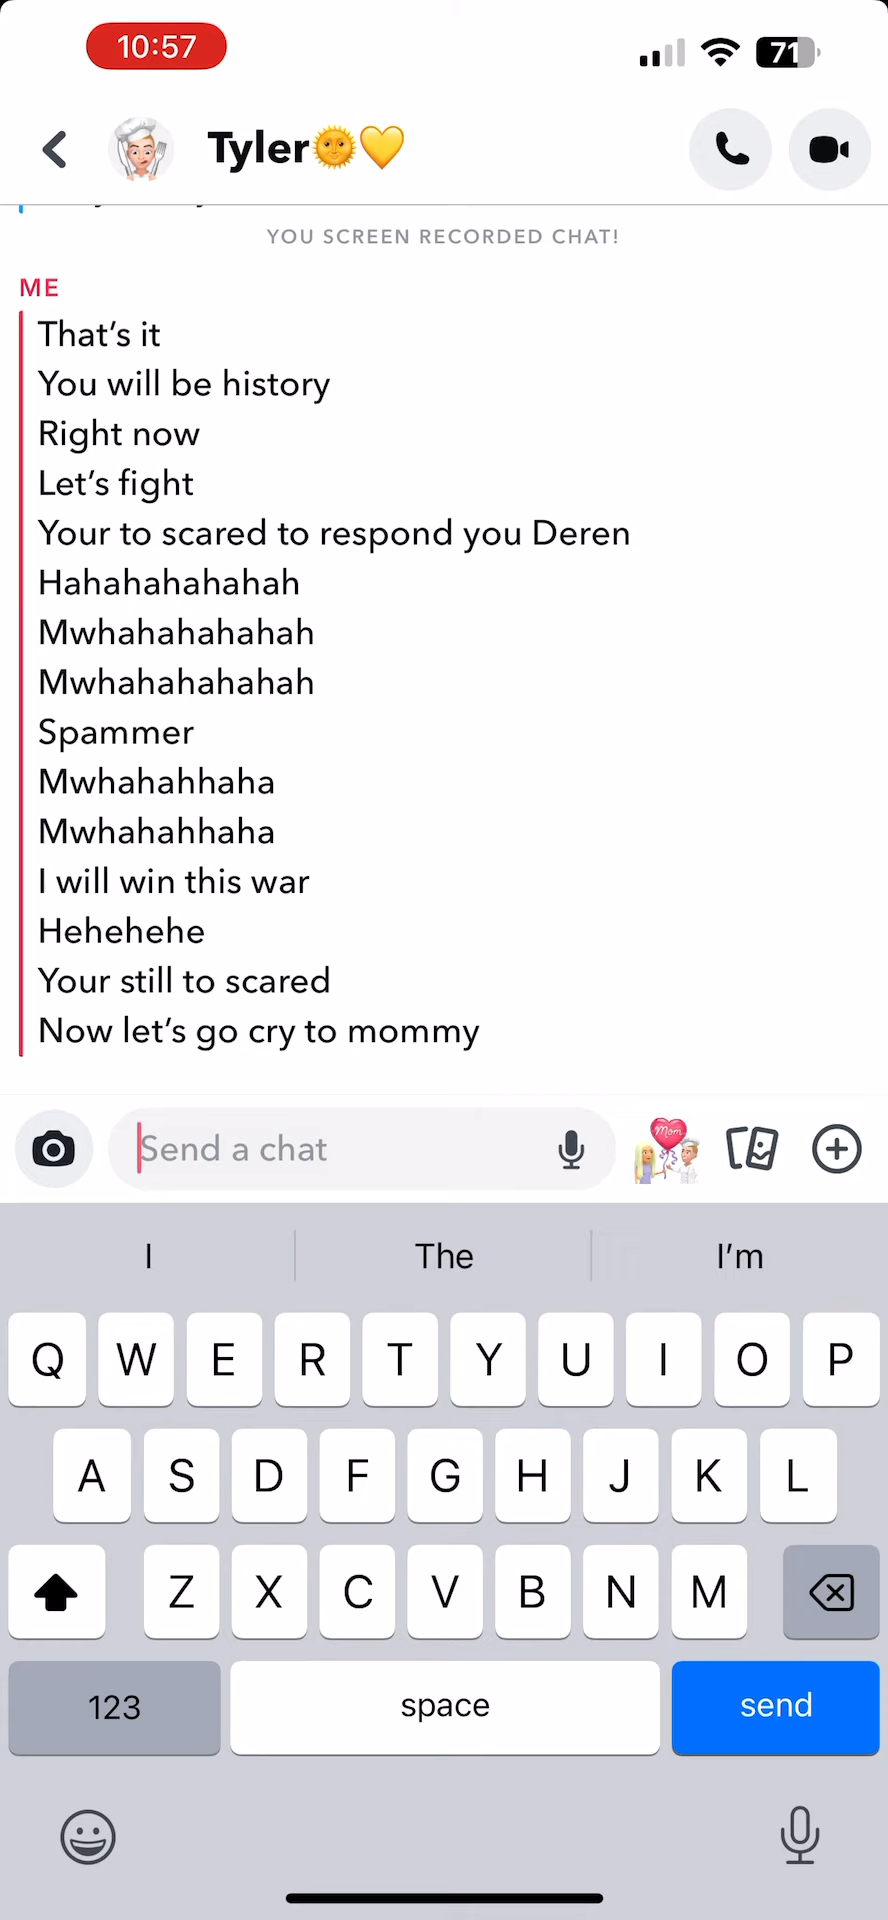 10:57
71
Tyler🌞💛
YOU SCREEN RECORDED CHAT!
ME
That’s it
You will be history
Right now
Let’s fight
Your to scared to respond you Deren
Hahahahahahah
Mwhahahahahah
Mwhahahahahah
Spammer
Mwhahahhaha
Mwhahahhaha
I will win this war
Hehehehe
Your still to scared
Now let’s go cry to mommy
Send a chat
Mom
I The I’m
Q W E R T Y U I O P
A S D F G H J K L
Z X C V B N M
123 space send